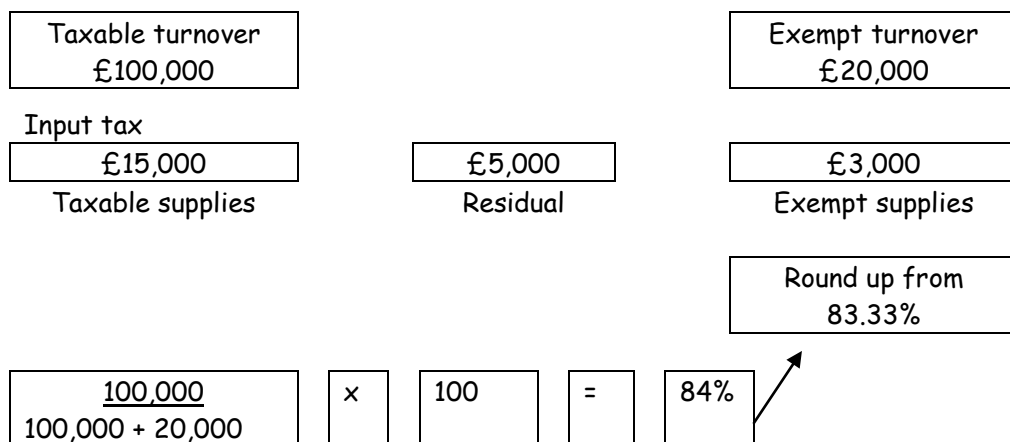 Taxable turnover
£100,000
Exempt turnover
£20,000
Input tax
£15,000
£5,000
£3,000
Taxable supplies
Residual
Exempt supplies
Round up from
83.33%
100,000
100,000 + 20,000
x
100
=
84%